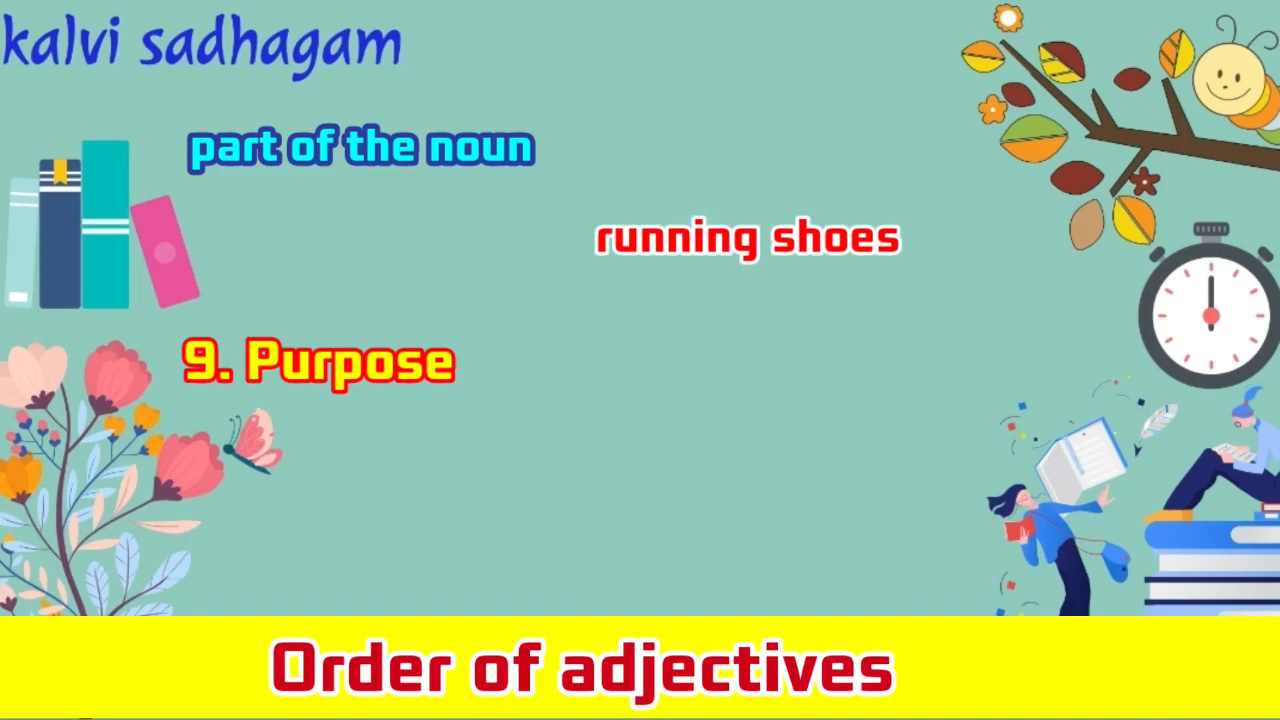 kalvi sadhagam
part of the noun
running shoes
9. Purpose
Order of adjectives